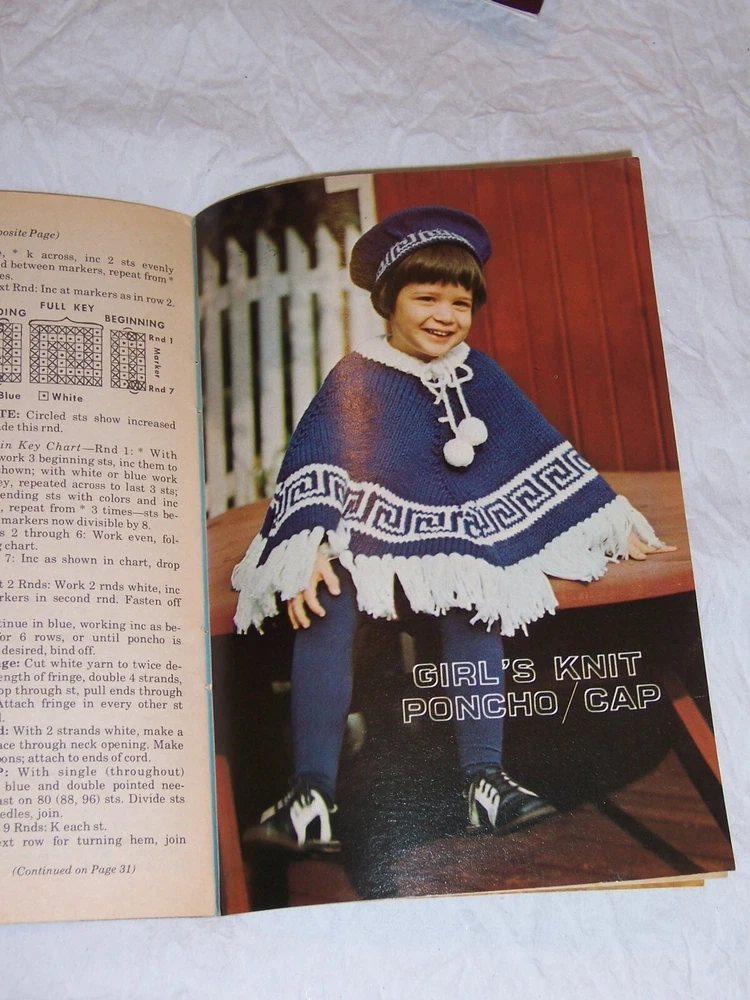 posite Page)
, * k across, inc 2 sts evenly
d between markers, repeat from *
es.
xt Rnd: Inc at markers as in row 2.
DING FULL KEY BEGINNING
Rnd 1
Marker
Rnd 7
Blue White
TE: Circled sts show increased
de this rnd.
in Key Chart—Rnd 1: * With
work 3 beginning sts, inc them to
shown; with white or blue work
ey, repeated across to last 3 sts;
ending sts with colors and inc
, repeat from * 3 times—sts be-
markers now divisible by 8.
s 2 through 6: Work even, fol-
g chart.
7: Inc as shown in chart, drop
t 2 Rnds: Work 2 rnds white, inc
rkers in second rnd. Fasten off
tinue in blue, working inc as be-
for 6 rows, or until poncho is
desired, bind off.
ge: Cut white yarn to twice de-
ength of fringe, double 4 strands,
op through st, pull ends through
Attach fringe in every other st
d.
d: With 2 strands white, make a
ace through neck opening. Make
ons; attach to ends of cord.
P: With single (throughout)
blue and double pointed nee-
ast on 80 (88, 96) sts. Divide sts
edles, join.
9 Rnds: K each st.
ext row for turning hem, join
(Continued on Page 31)
GIRL'S KNIT
PONCHO/CAP